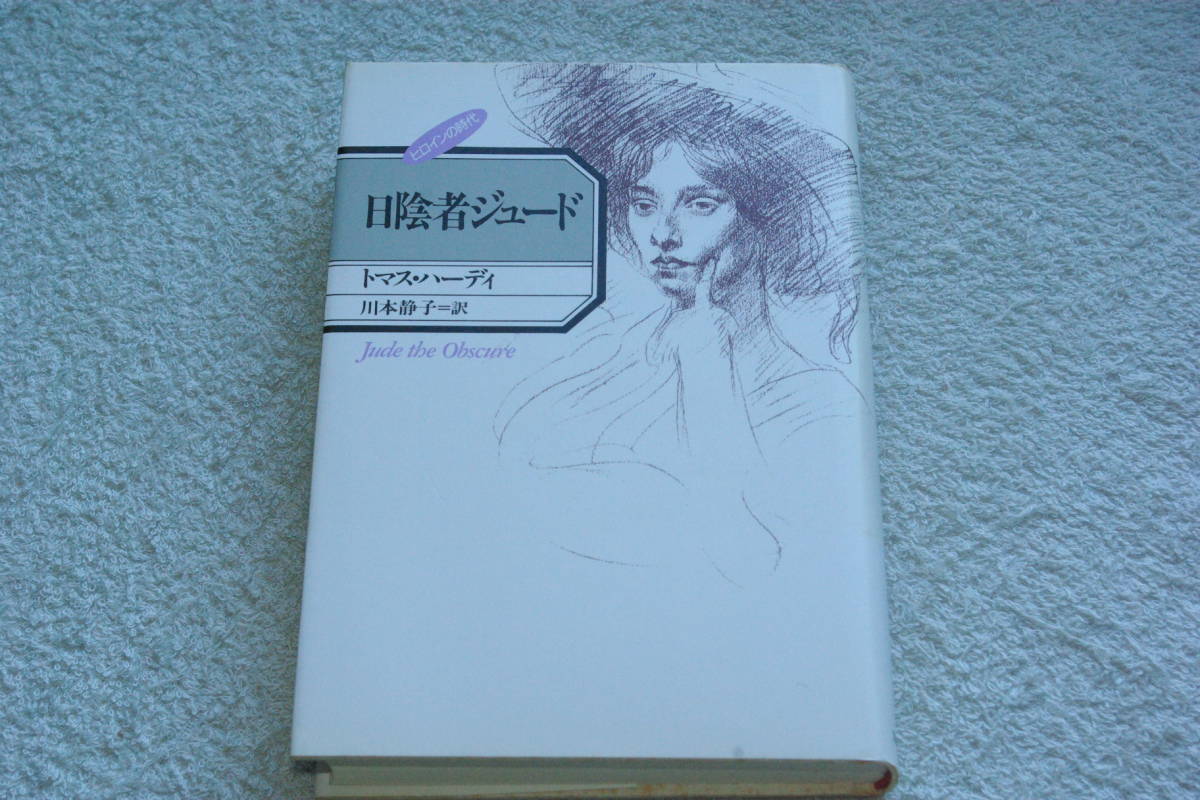 ヒロインの時代
日陰者ジュード
トマス・ハーディ
川本静子=訳
Jude the Obscure